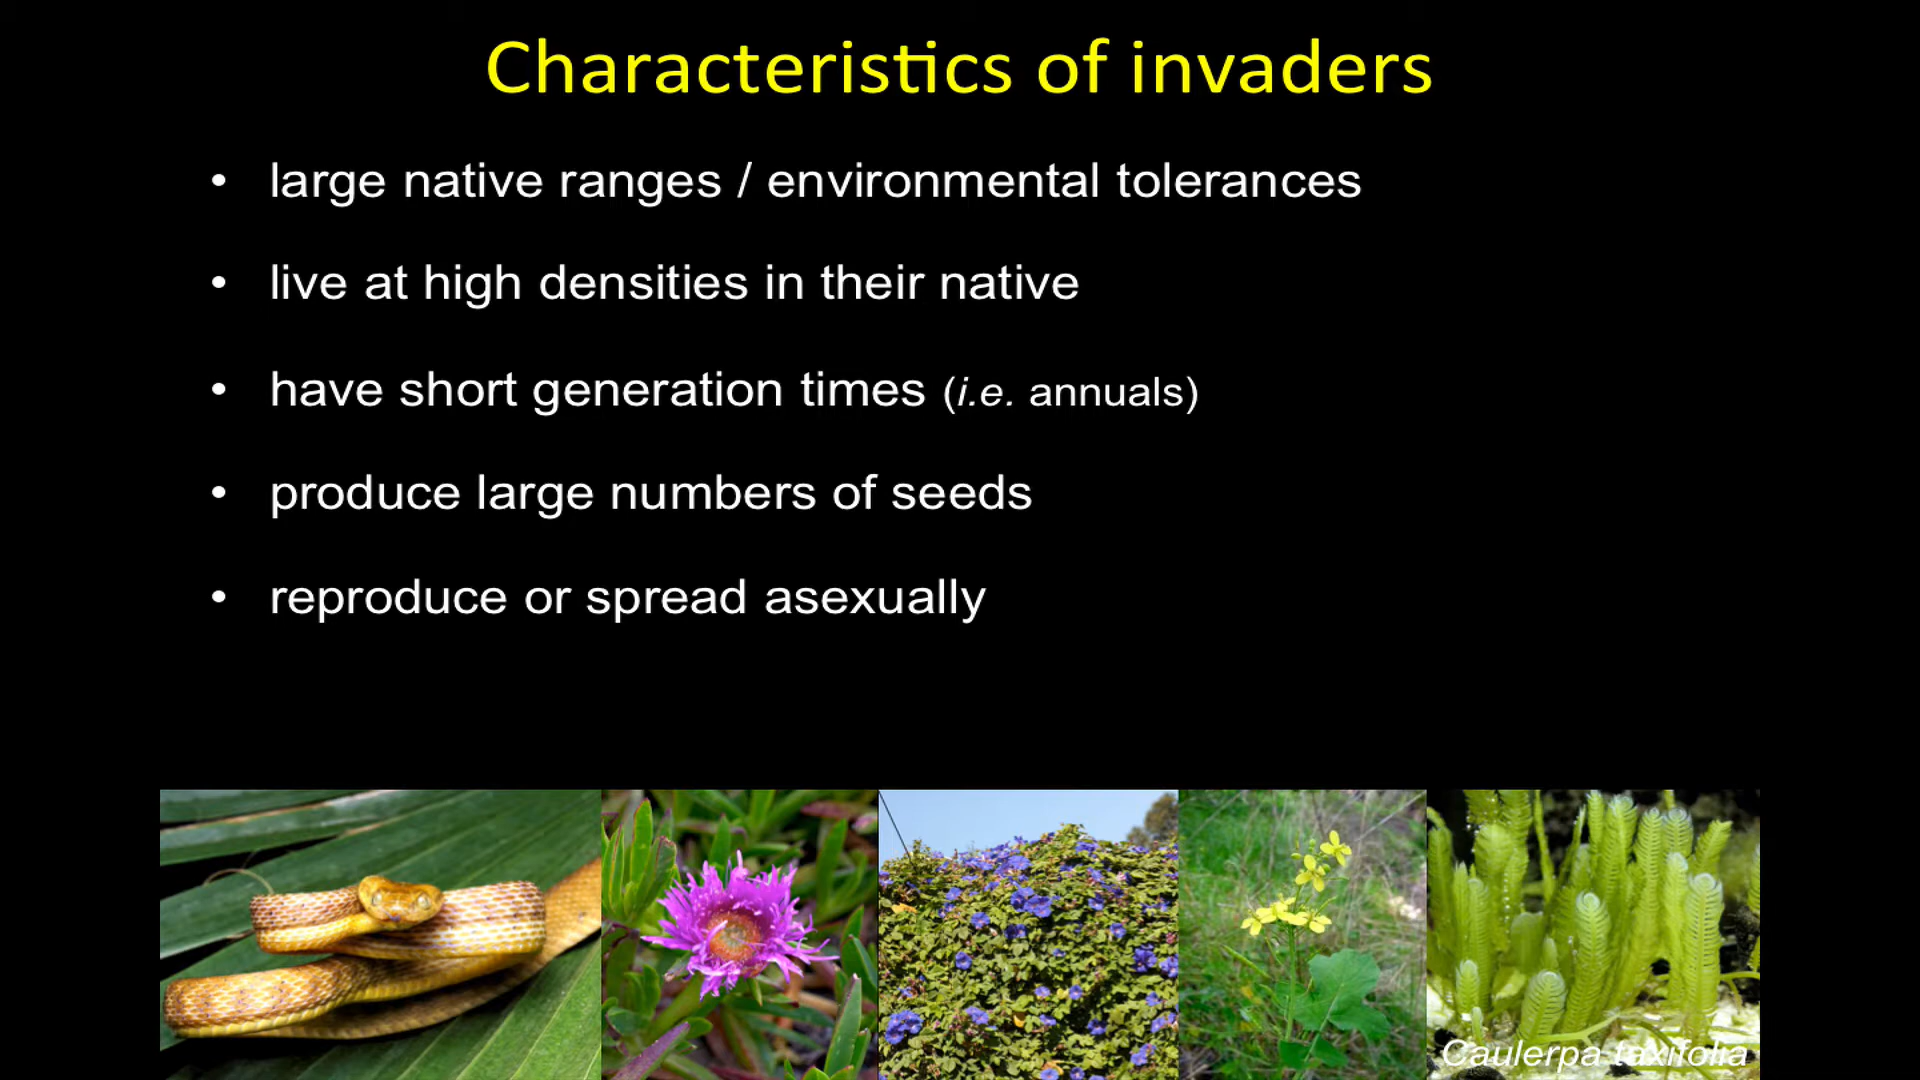 Characteristics of invaders
• large native ranges / environmental tolerances
• live at high densities in their native
• have short generation times (i.e. annuals)
• produce large numbers of seeds
• reproduce or spread asexually
Caulerpa taxifolia